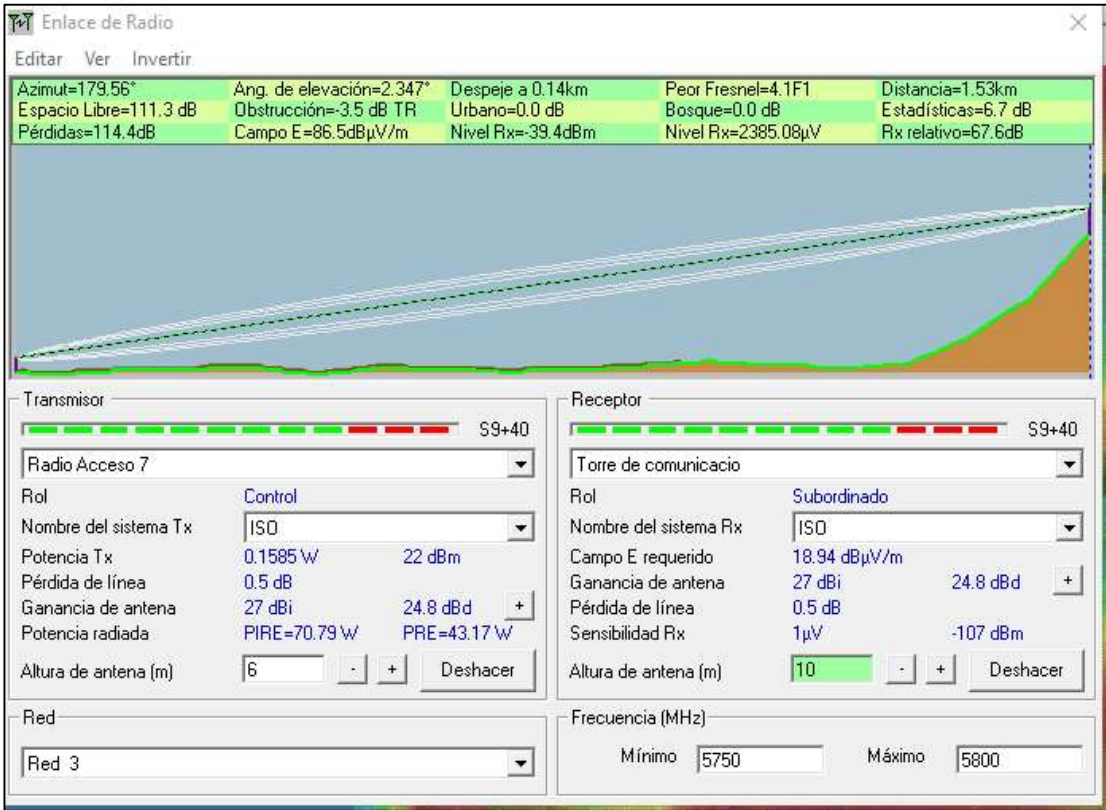 Enlace de Radio
Editar Ver Invertir
Azimut=179.56° Ang. de elevación=2.347° Despeje a 0.14km Peor Fresnel=4.1F1 Distancia=1.53km
Espacio Libre=111.3 dB Obstrucción=-3.5 dB TR Urbano=0.0 dB Bosque=0.0 dB Estadísticas=6.7 dB
Pérdidas=114.4dB Campo E=86.5dBµV/m Nivel Rx=-39.4dBm Nivel Rx=2385.08µV Rx relativo=67.6dB
Transmisor
S9+40
Radio Acceso 7
Rol Control
Nombre del sistema Tx ISO
Potencia Tx 0.1585 W 22 dBm
Pérdida de línea 0.5 dB
Ganancia de antena 27 dBi 24.8 dBd +
Potencia radiada PIRE=70.79 W PRE=43.17 W
Altura de antena (m) 6 - + Deshacer
Receptor
S9+40
Torre de comunicacio
Rol Subordinado
Nombre del sistema Rx ISO
Campo E requerido 18.94 dBµV/m
Ganancia de antena 27 dBi 24.8 dBd +
Pérdida de línea 0.5 dB
Sensibilidad Rx 1µV -107 dBm
Altura de antena (m) 10 - + Deshacer
Red
Red 3
Frecuencia (MHz)
Mínimo 5750 Máximo 5800